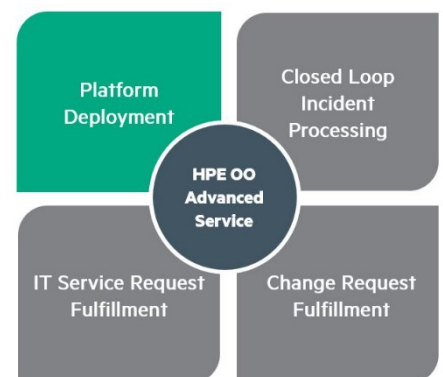 Platform
Deployment
Closed Loop
Incident
Processing
HPE OO
Advanced
Service
IT Service Request
Fulfillment
Change Request
Fulfillment